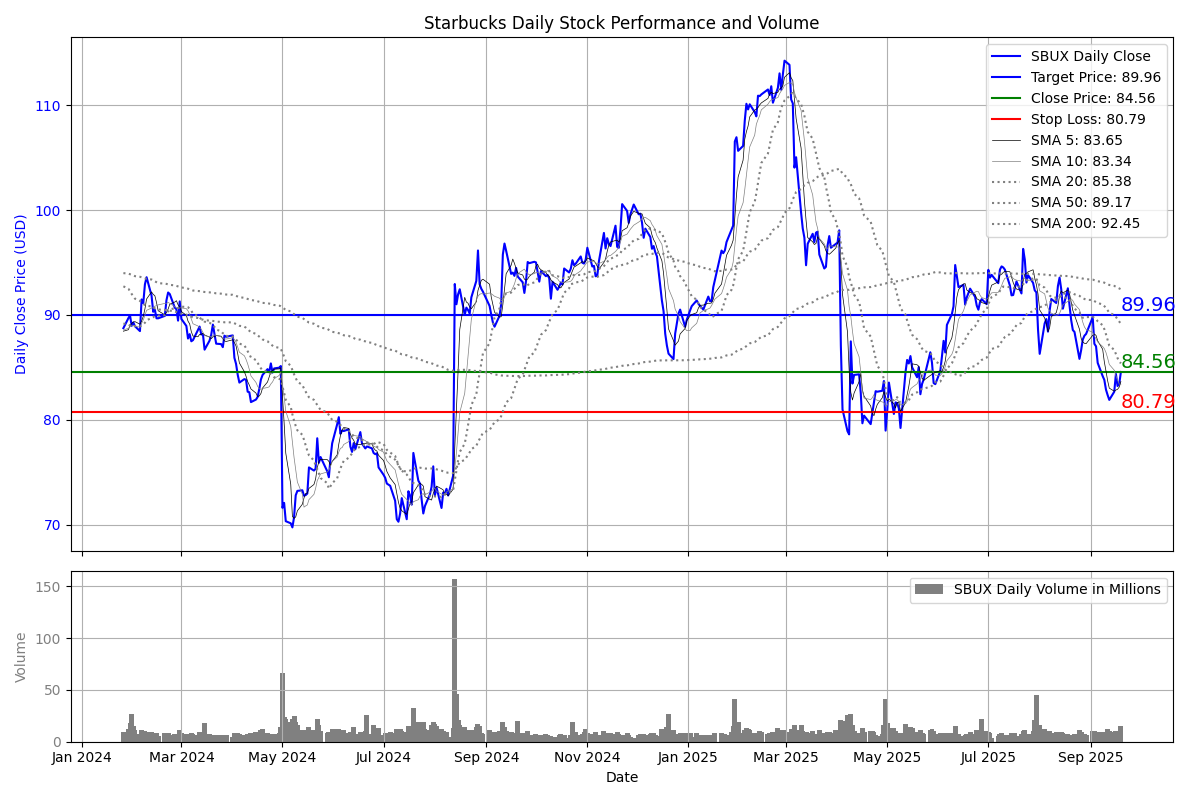 Starbucks Daily Stock Performance and Volume
Daily Close Price (USD)
110
100
90
80
70
SBUX Daily Close
Target Price: 89.96
Close Price: 84.56
Stop Loss: 80.79
SMA 5: 83.65
SMA 10: 83.34
SMA 20: 85.38
SMA 50: 89.17
SMA 200: 92.45
89.96
84.56
80.79
Volume
150
100
50
0
SBUX Daily Volume in Millions
Jan 2024 Mar 2024 May 2024 Jul 2024 Sep 2024 Nov 2024 Jan 2025 Mar 2025 May 2025 Jul 2025 Sep 2025
Date